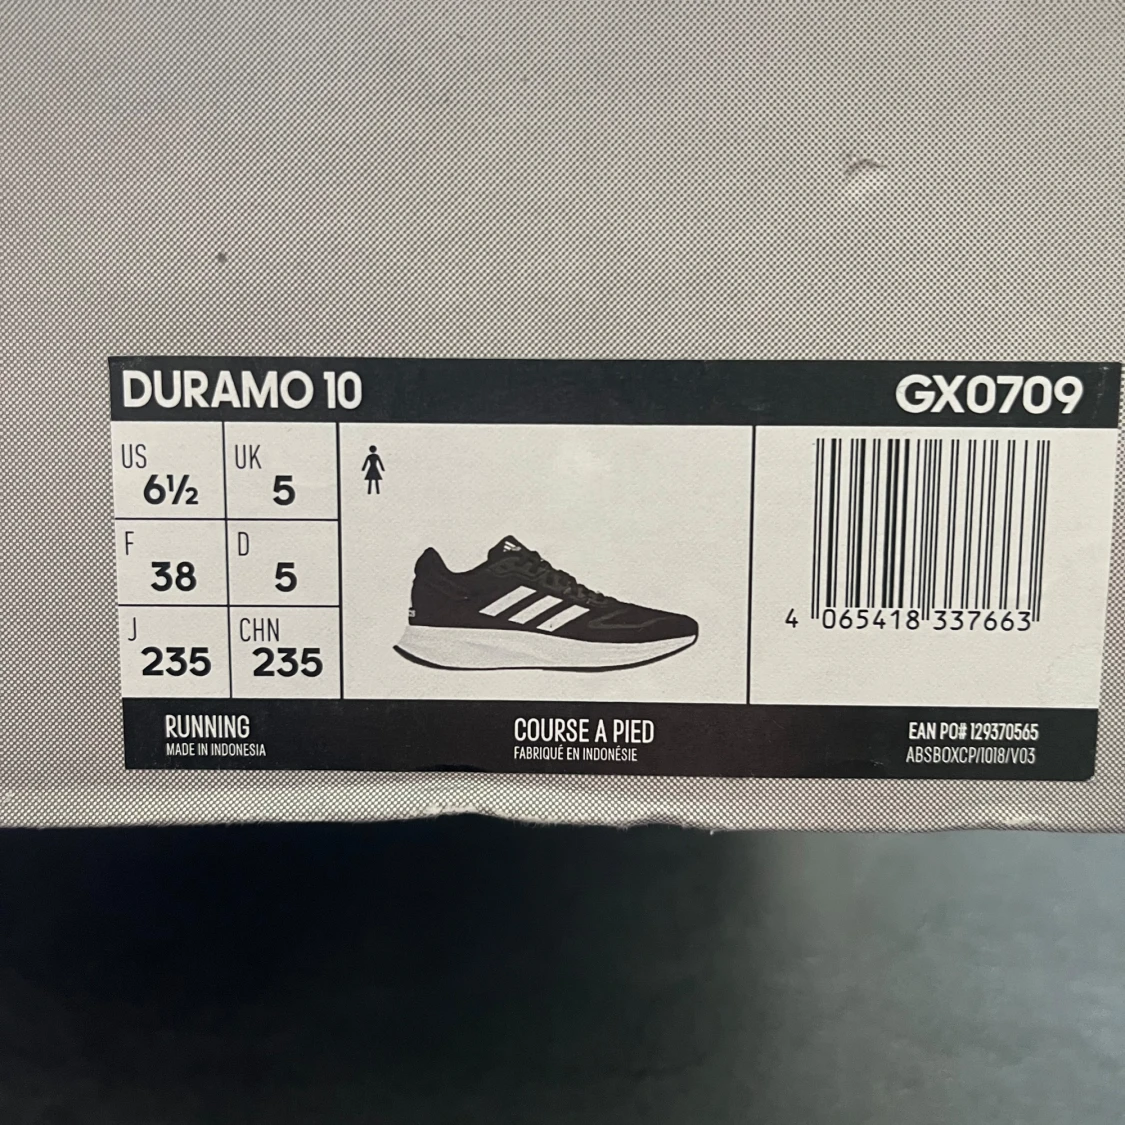 DURAMO 10 GX0709
US 6½ UK 5
F 38 D 5
J 235 CHN 235
4 065418 337663
RUNNING
MADE IN INDONESIA
COURSE A PIED
FABRIQUÉ EN INDONÉSIE
EAN PO# 129370565
ABSBOXCP/1018/V03